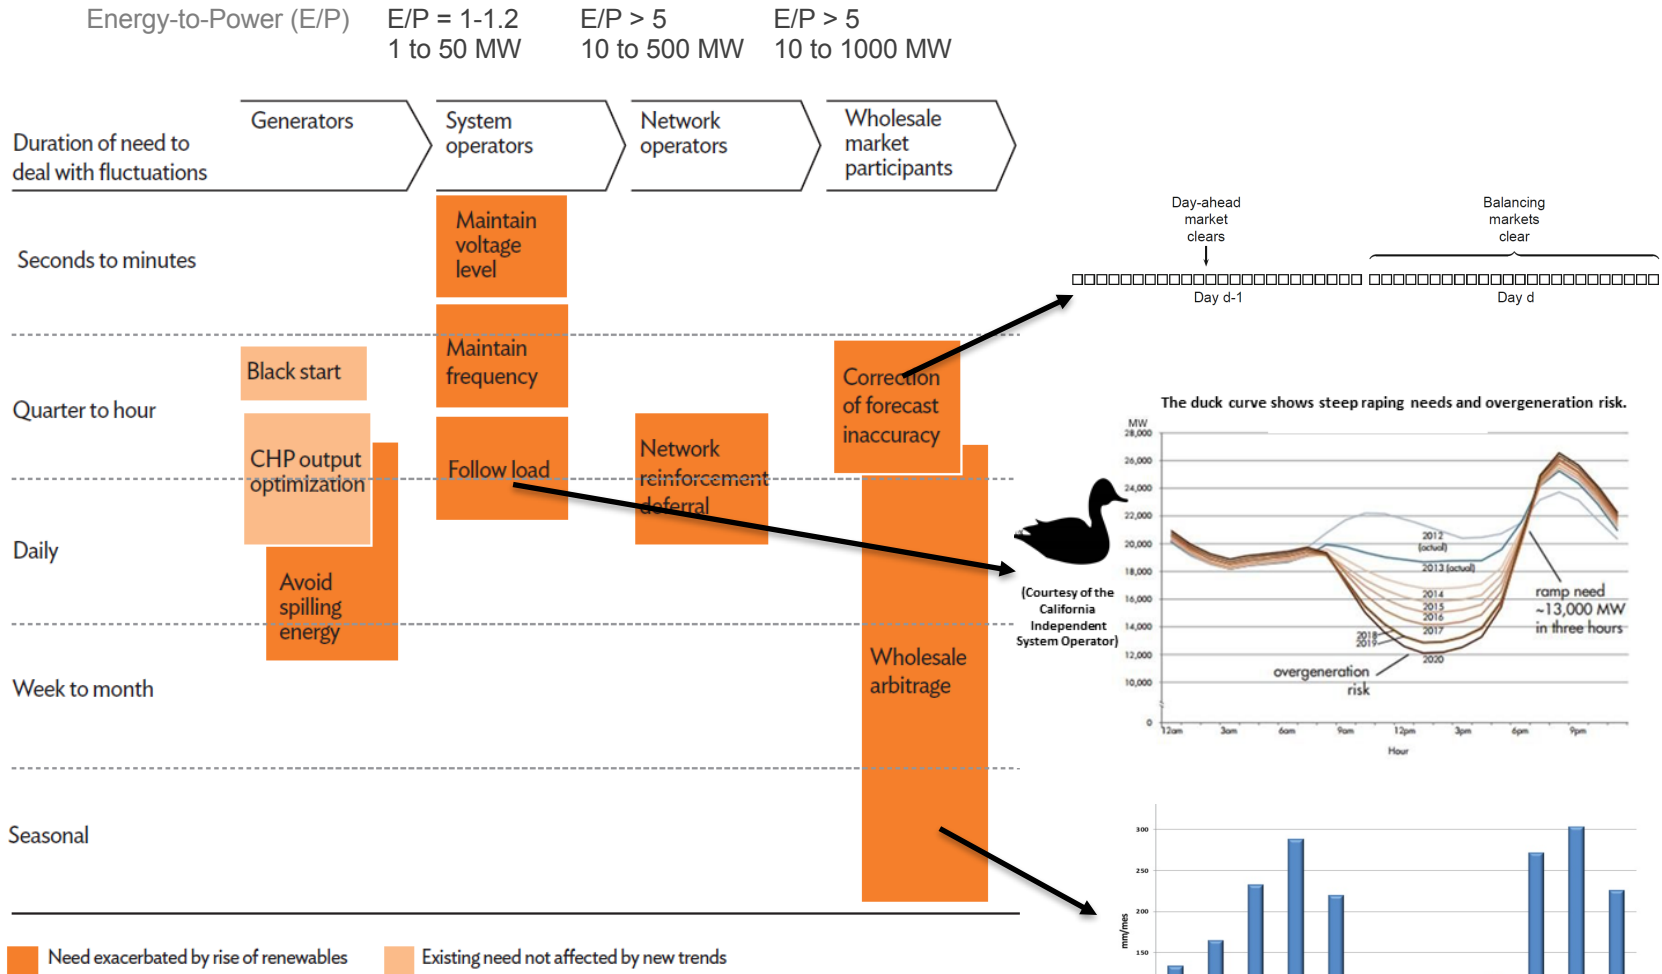 Energy-to-Power (E/P)
E/P = 1-1.2
1 to 50 MW
E/P > 5
10 to 500 MW
E/P > 5
10 to 1000 MW
Duration of need to
deal with fluctuations
Generators
System
operators
Network
operators
Wholesale
market
participants
Seconds to minutes
Maintain
voltage
level
Maintain
frequency
Quarter to hour
Black start
CHP output
optimization
Follow load
Network
reinforcement
deferral
Correction
of forecast
inaccuracy
Daily
Avoid
spilling
energy
Week to month
Wholesale
arbitrage
Seasonal
Need exacerbated by rise of renewables
Existing need not affected by new trends
Day-ahead
market
clears
Balancing
markets
clear
Day d-1
Day d
The duck curve shows steep raping needs and overgeneration risk.
MW
28,000
26,000
24,000
22,000
20,000
18,000
16,000
14,000
12,000
10,000
0
2012
(actual)
2013 (actual)
2014
2015
2016
2017
2018
2019
2020
ramp need
~13,000 MW
in three hours
overgeneration
risk
12am
3am
6am
9am
12pm
3pm
6pm
9pm
Hour
(Courtesy of the
California
Independent
System Operator)
300
250
200
150
mm/mes